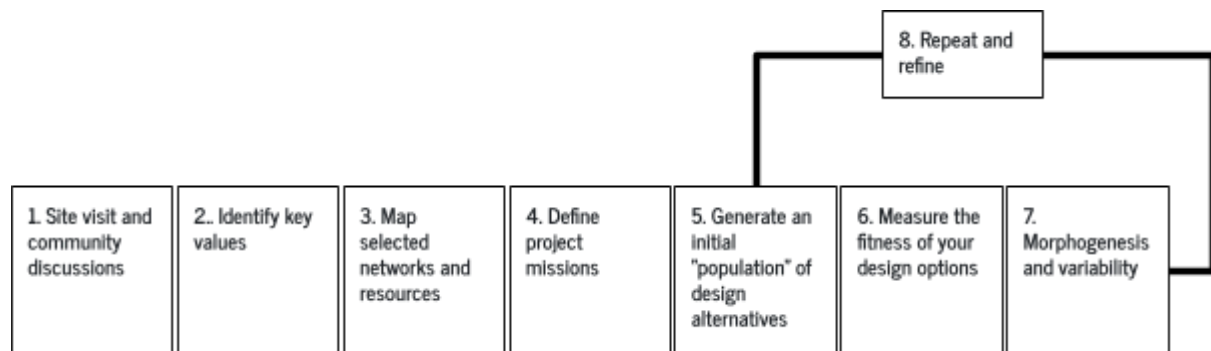 8. Repeat and
refine
1. Site visit and
community
discussions
2.. Identify key
values
3. Map
selected
networks and
resources
4. Define
project
missions
5. Generate an
initial
"population" of
design
alternatives
6. Measure the
fitness of your
design options
7.
Morphogenesis
and variability